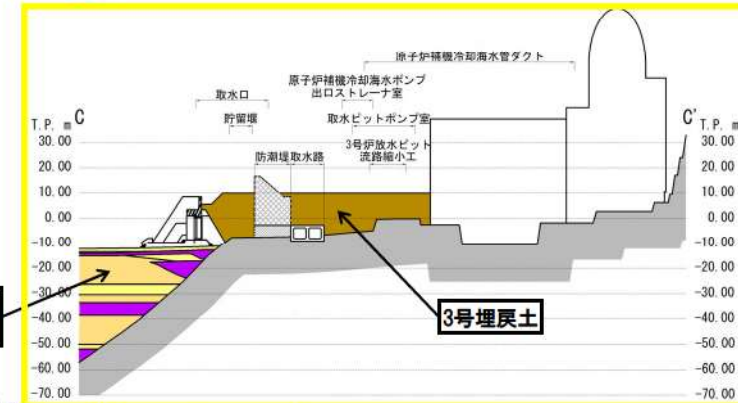 原子炉補機冷却海水管ダクト
原子炉補機冷却海水ポンプ
出口ストレーナ室
取水口
貯留堰
取水ピットポンプ室
防潮堤 取水路
3号炉放水ピット
流路縮小工
T.P. m C
30.00
20.00
10.00
0.00
-10.00
-20.00
-30.00
-40.00
-50.00
-60.00
-70.00
C' T.P. m
30.00
20.00
10.00
0.00
-10.00
-20.00
-30.00
-40.00
-50.00
-60.00
-70.00
3号埋戻土